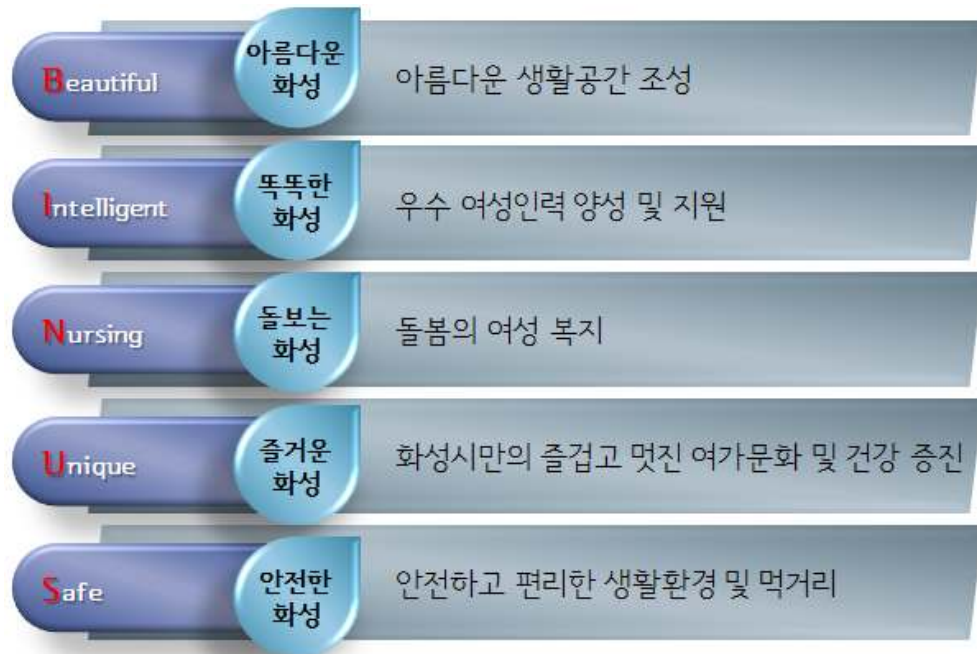 Beautiful
아름다운
화성
아름다운 생활공간 조성
Intelligent
똑똑한
화성
우수 여성인력 양성 및 지원
Nursing
돌보는
화성
돌봄의 여성 복지
Unique
즐거운
화성
화성시만의 즐겁고 멋진 여가문화 및 건강 증진
Safe
안전한
화성
안전하고 편리한 생활환경 및 먹거리